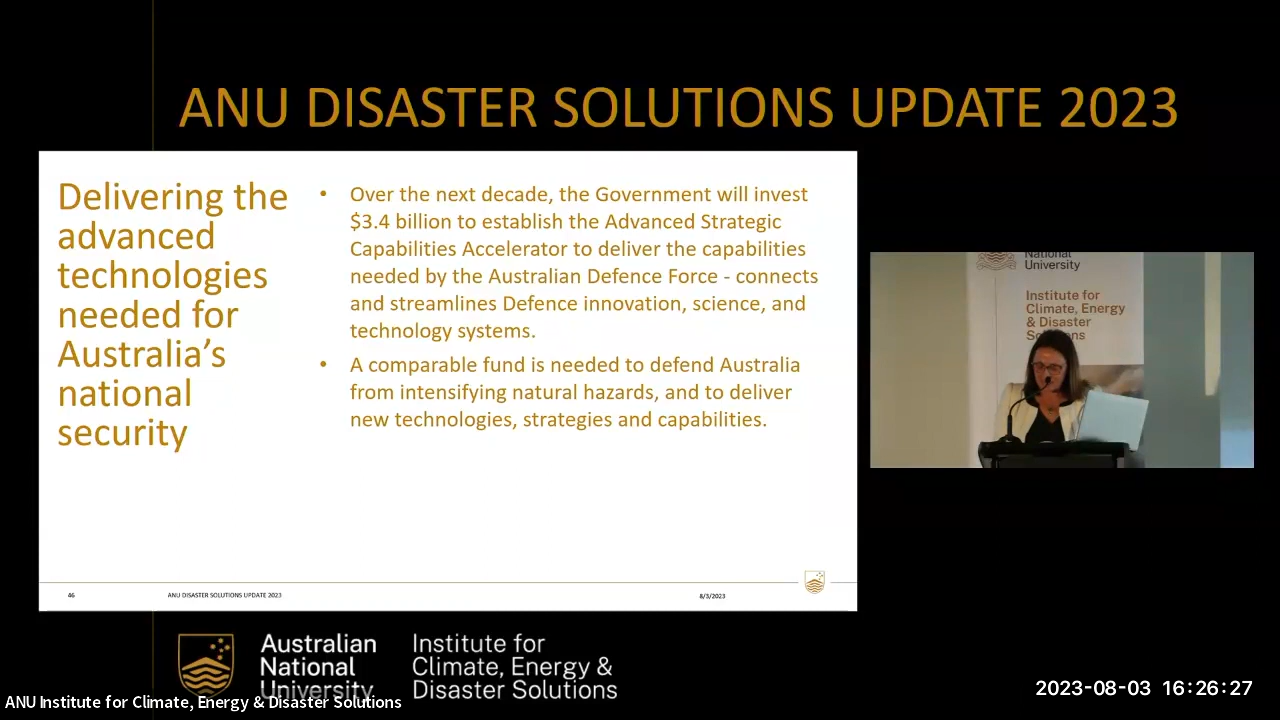 ANU DISASTER SOLUTIONS UPDATE 2023
Delivering the
advanced
technologies
needed for
Australia’s
national
security
• Over the next decade, the Government will invest
$3.4 billion to establish the Advanced Strategic
Capabilities Accelerator to deliver the capabilities
needed by the Australian Defence Force - connects
and streamlines Defence innovation, science, and
technology systems.
• A comparable fund is needed to defend Australia
from intensifying natural hazards, and to deliver
new technologies, strategies and capabilities.
46
ANU DISASTER SOLUTIONS UPDATE 2023
8/3/2023
National
University
Institute for
Climate, Energy
& Disaster
Solutions
Australian
National
University
Institute for
Climate, Energy &
Disaster Solutions
ANU Institute for Climate, Energy & Disaster Solutions
2023-08-03 16:26:27